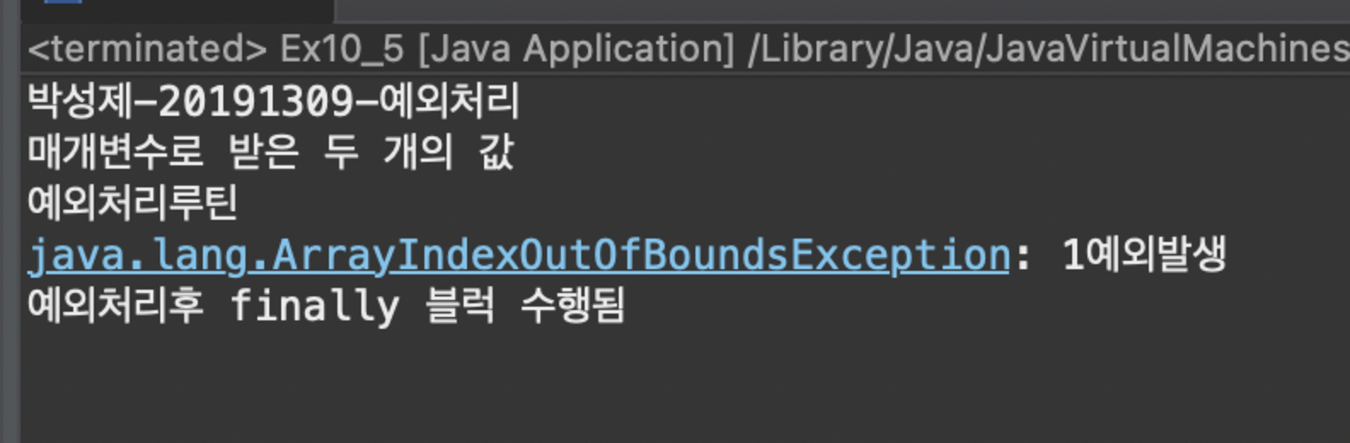 <terminated> Ex10_5 [Java Application] /Library/Java/JavaVirtualMachines
박성제-20191309-예외처리
매개변수로 받은 두 개의 값
예외처리루틴
java.lang.ArrayIndexOutOfBoundsException: 1예외발생
예외처리후 finally 블럭 수행됨